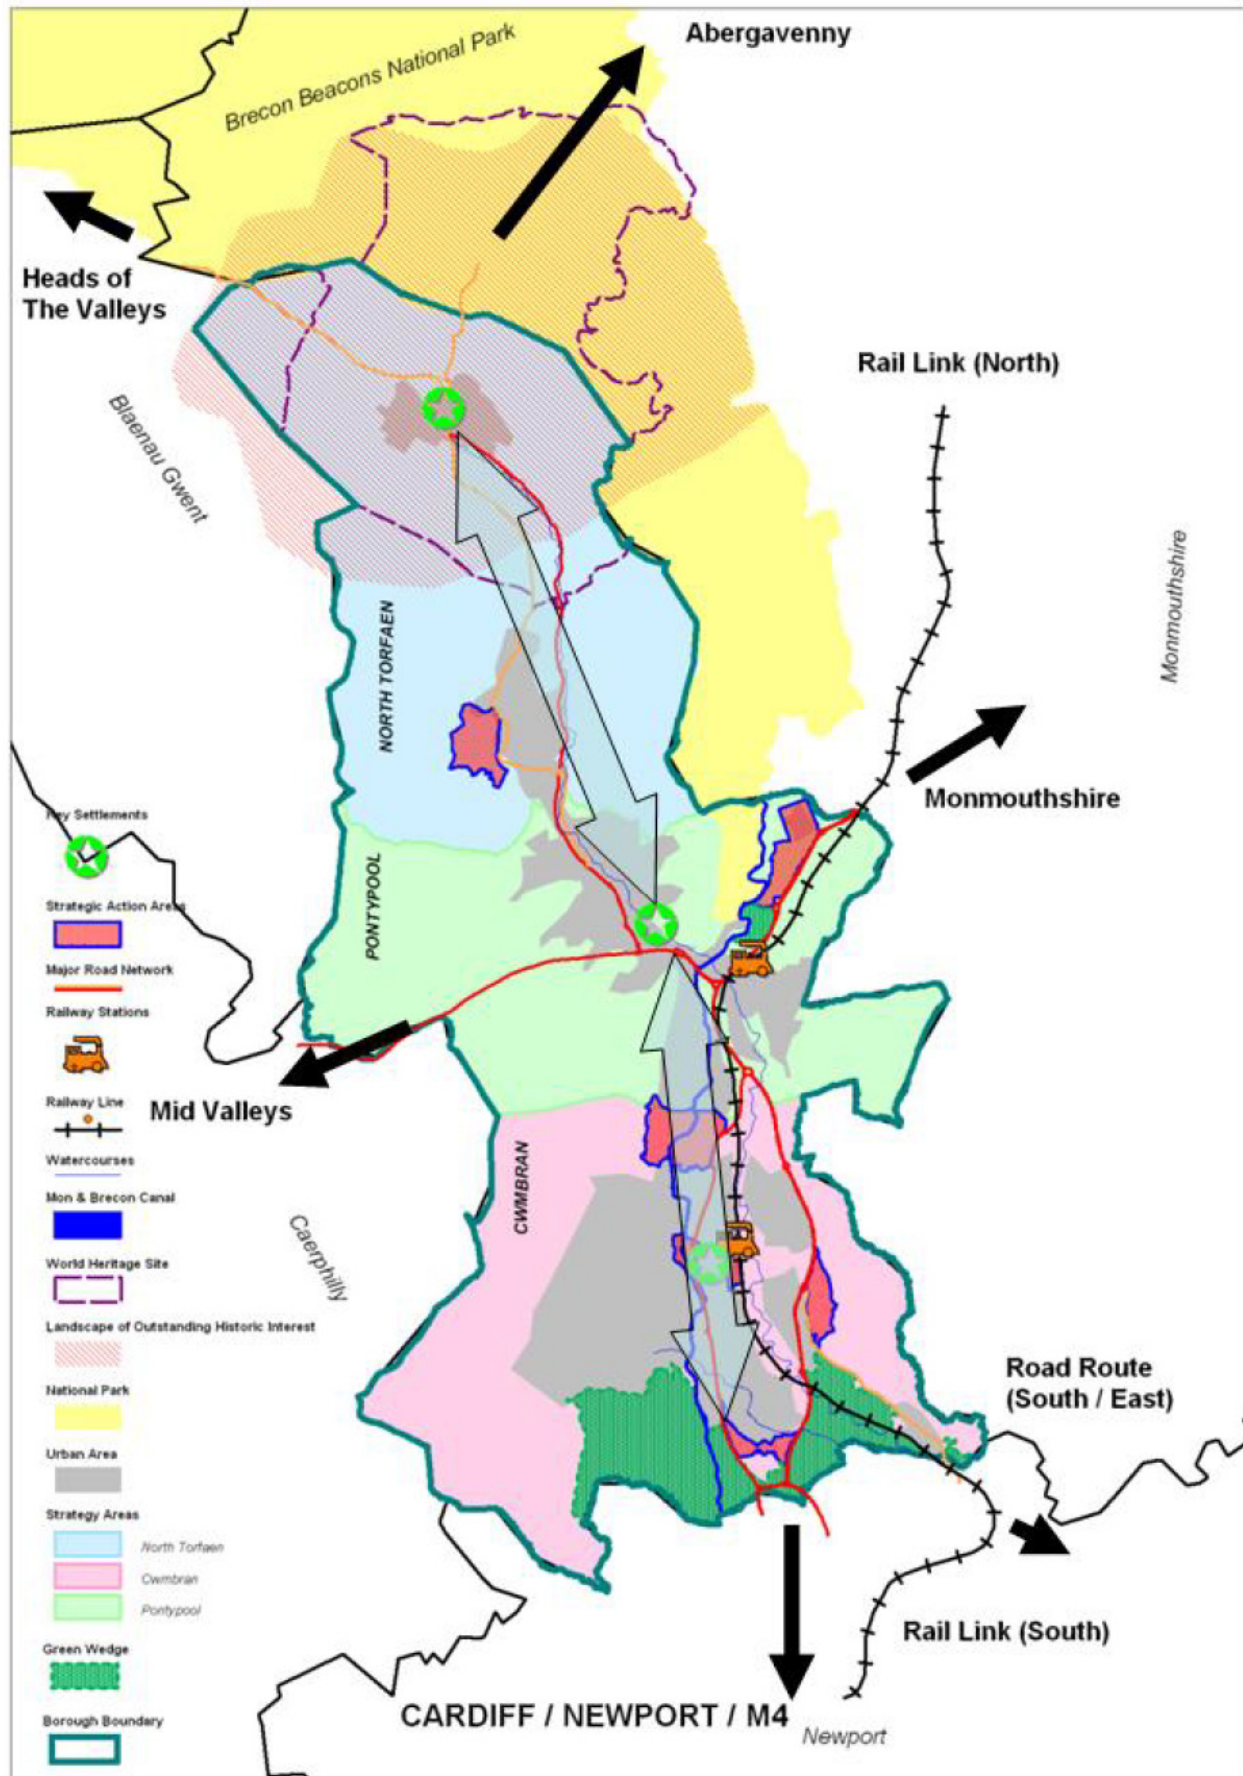 Abergavenny
Brecon Beacons National Park
Heads of
The Valleys
Rail Link (North)
Blaenau Gwent
Monmouthshire
NORTH TORFAEN
Monmouthshire
PONTYPOOL
Mid Valleys
CWMBRAN
Caerphilly
Road Route
(South / East)
Rail Link (South)
CARDIFF / NEWPORT / M4
Newport
Key Settlements
Strategic Action Areas
Major Road Network
Railway Stations
Railway Line
Watercourses
Mon & Brecon Canal
World Heritage Site
Landscape of Outstanding Historic Interest
National Park
Urban Area
Strategy Areas
North Torfaen
Cwmbran
Pontypool
Green Wedge
Borough Boundary